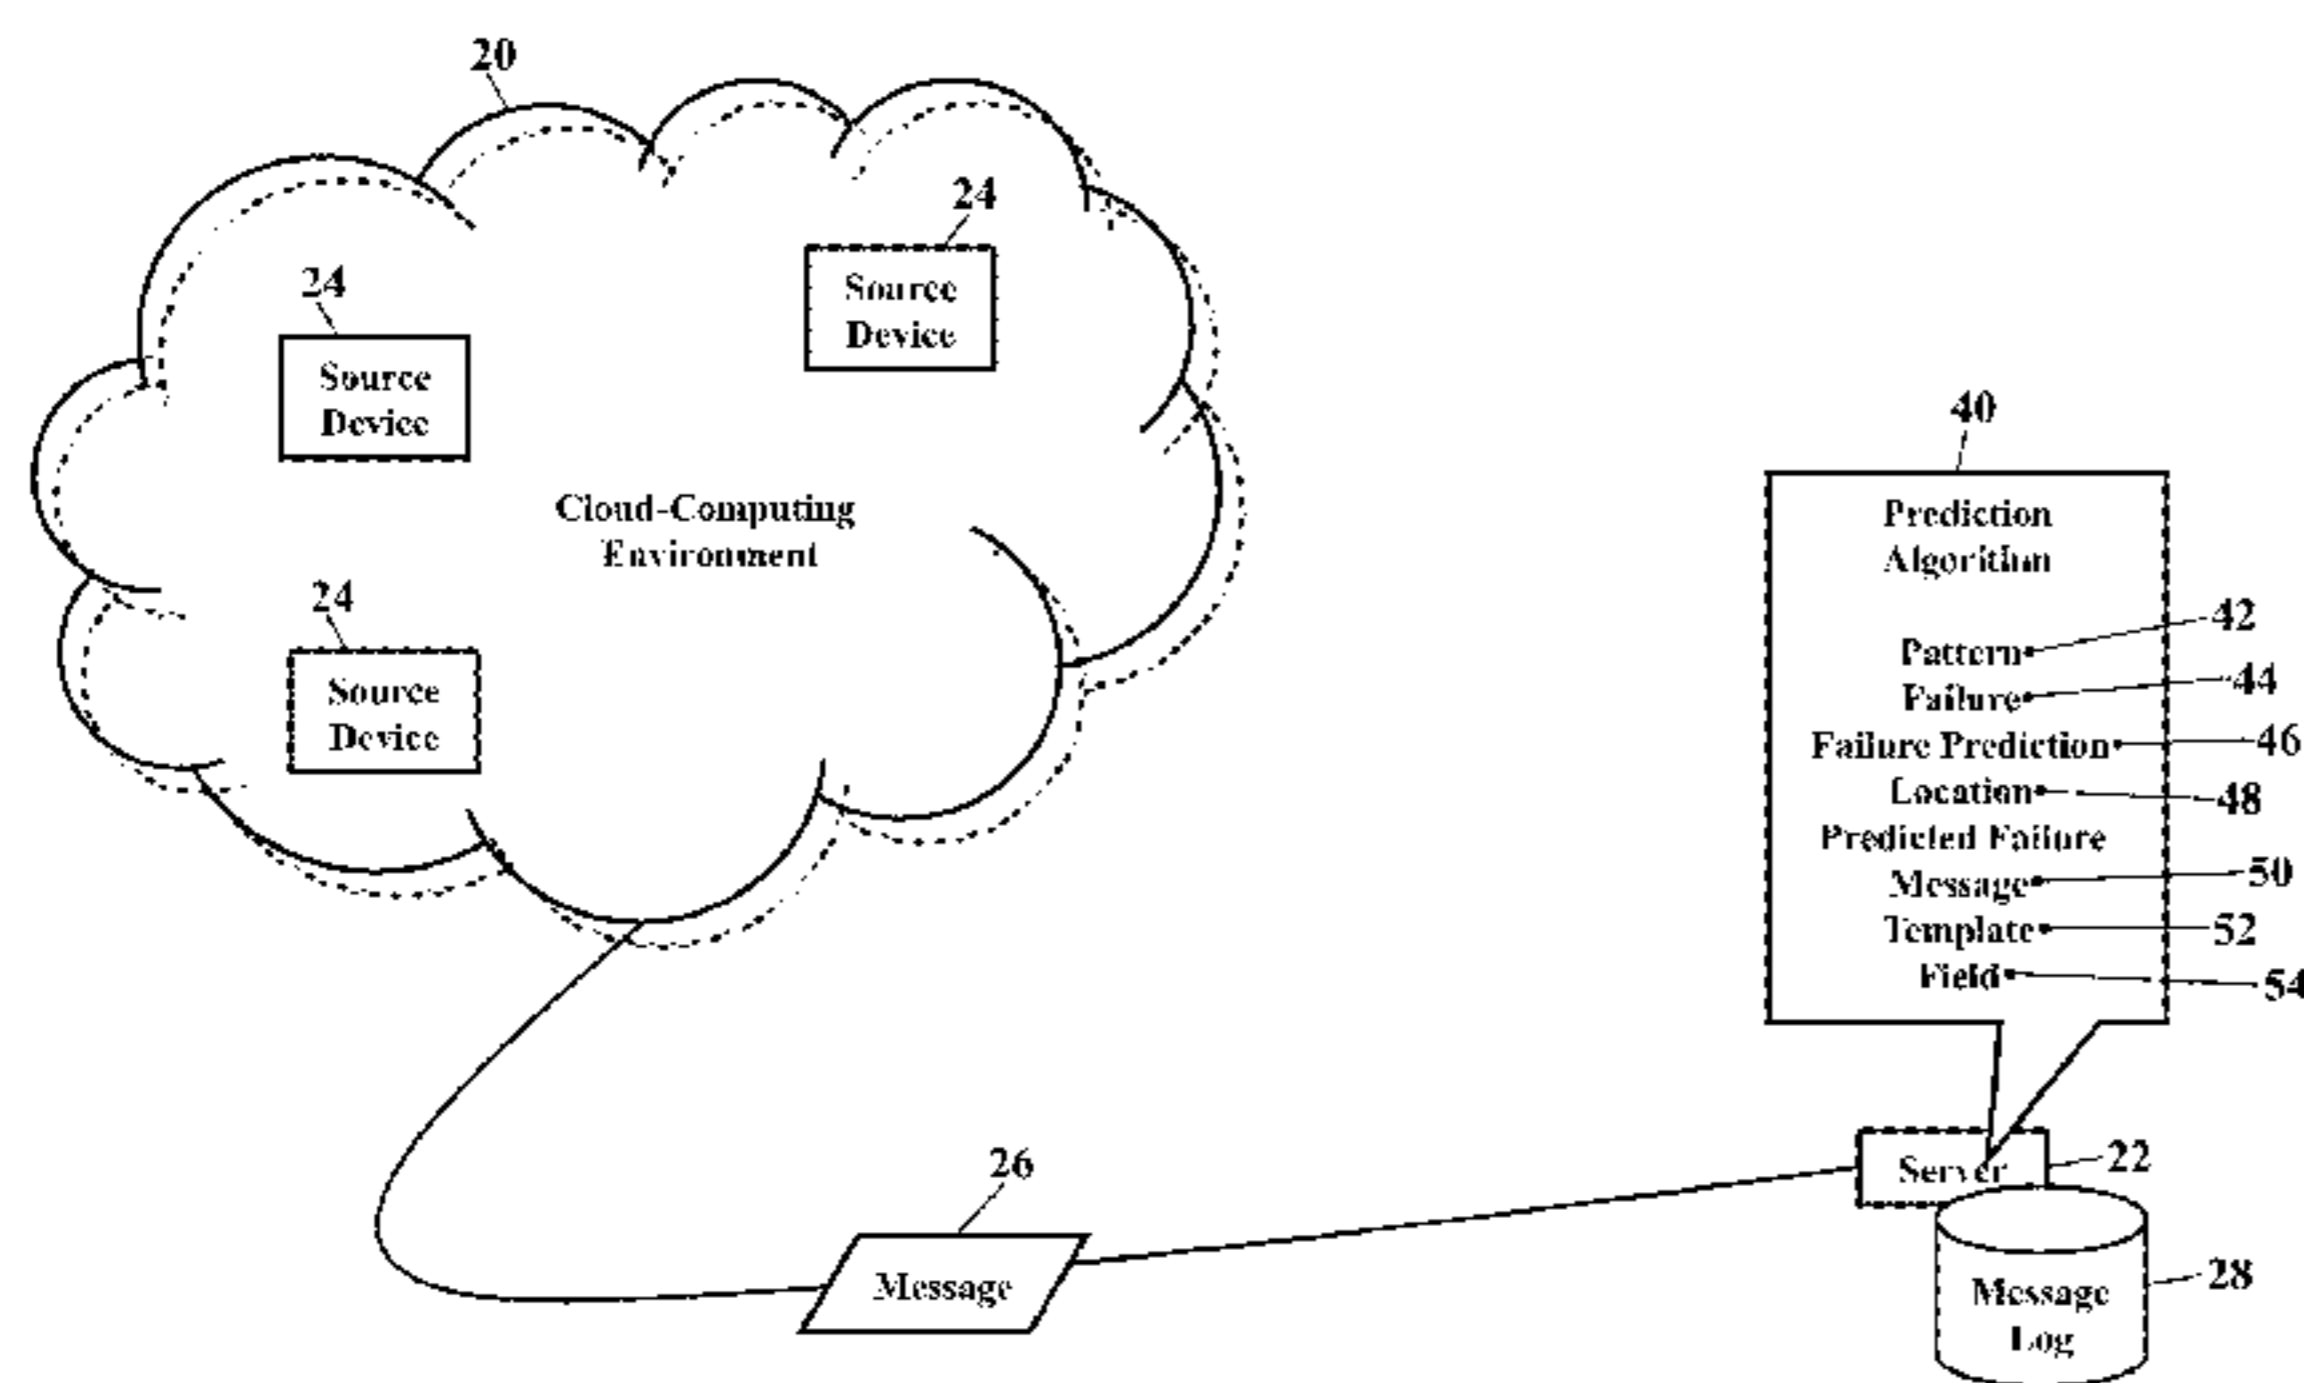 20
24
Source
Device
24
Source
Device
Cloud-Computing
Environment
24
Source
Device
40
Prediction
Algorithm
Pattern 42
Failure 44
Failure Prediction 46
Location 48
Predicted Failure
Message 50
Template 52
Field 54
26
Message
Server 22
Message
Log
28